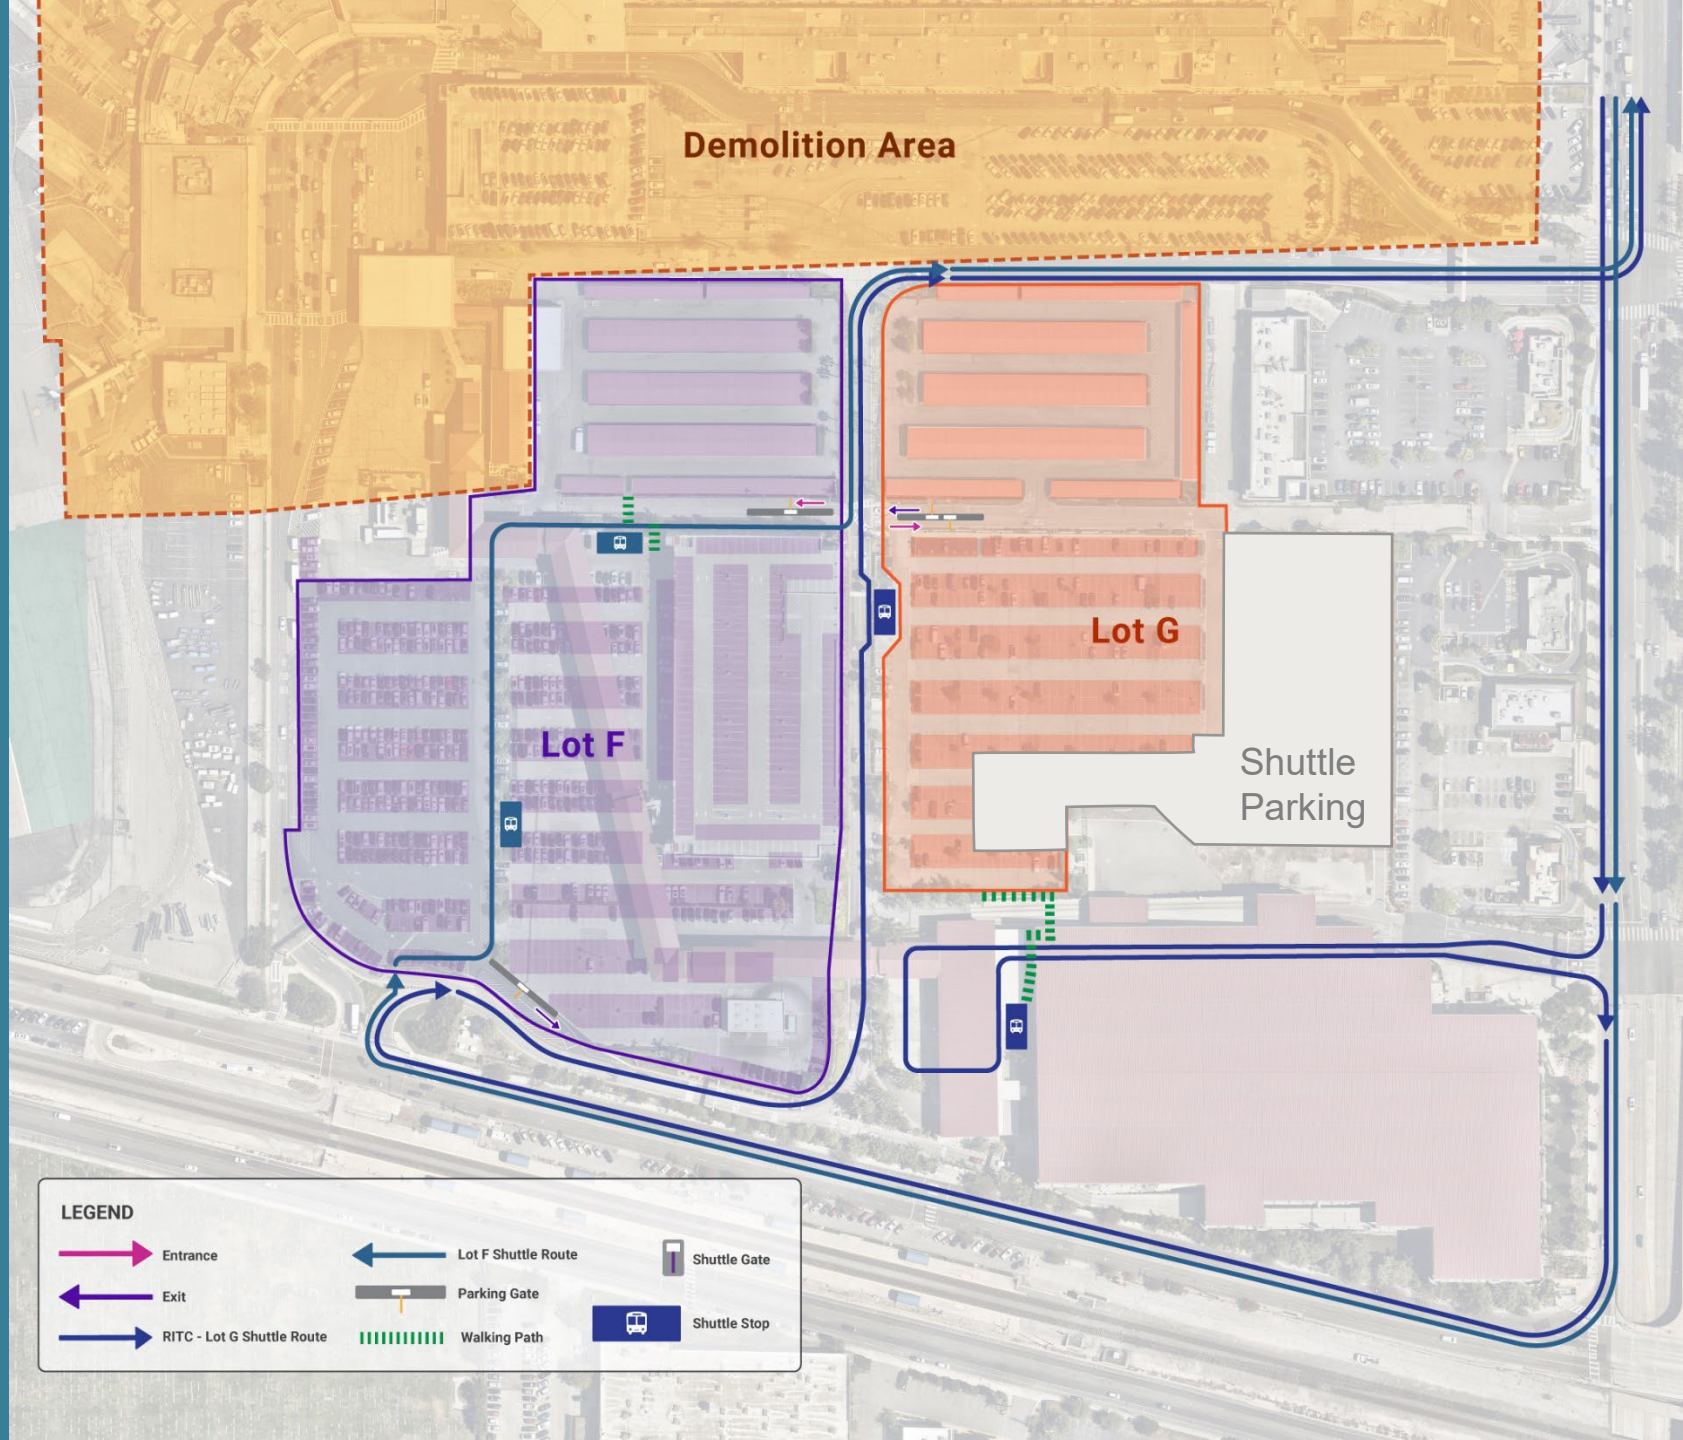 Demolition Area
Lot G
Lot F
Shuttle
Parking
LEGEND
Entrance
Exit
RITC - Lot G Shuttle Route
Lot F Shuttle Route
Parking Gate
Walking Path
Shuttle Gate
Shuttle Stop